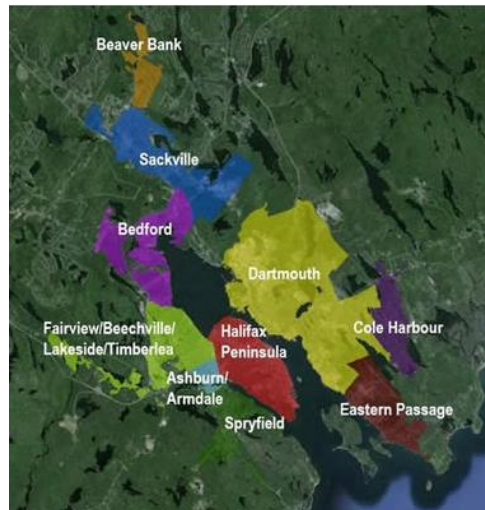 Beaver Bank
Sackville
Bedford
Dartmouth
Fairview/Beechville/
Lakeside/Timberlea
Halifax
Peninsula
Cole Harbour
Ashburn/
Armdale
Eastern Passage
Spryfield